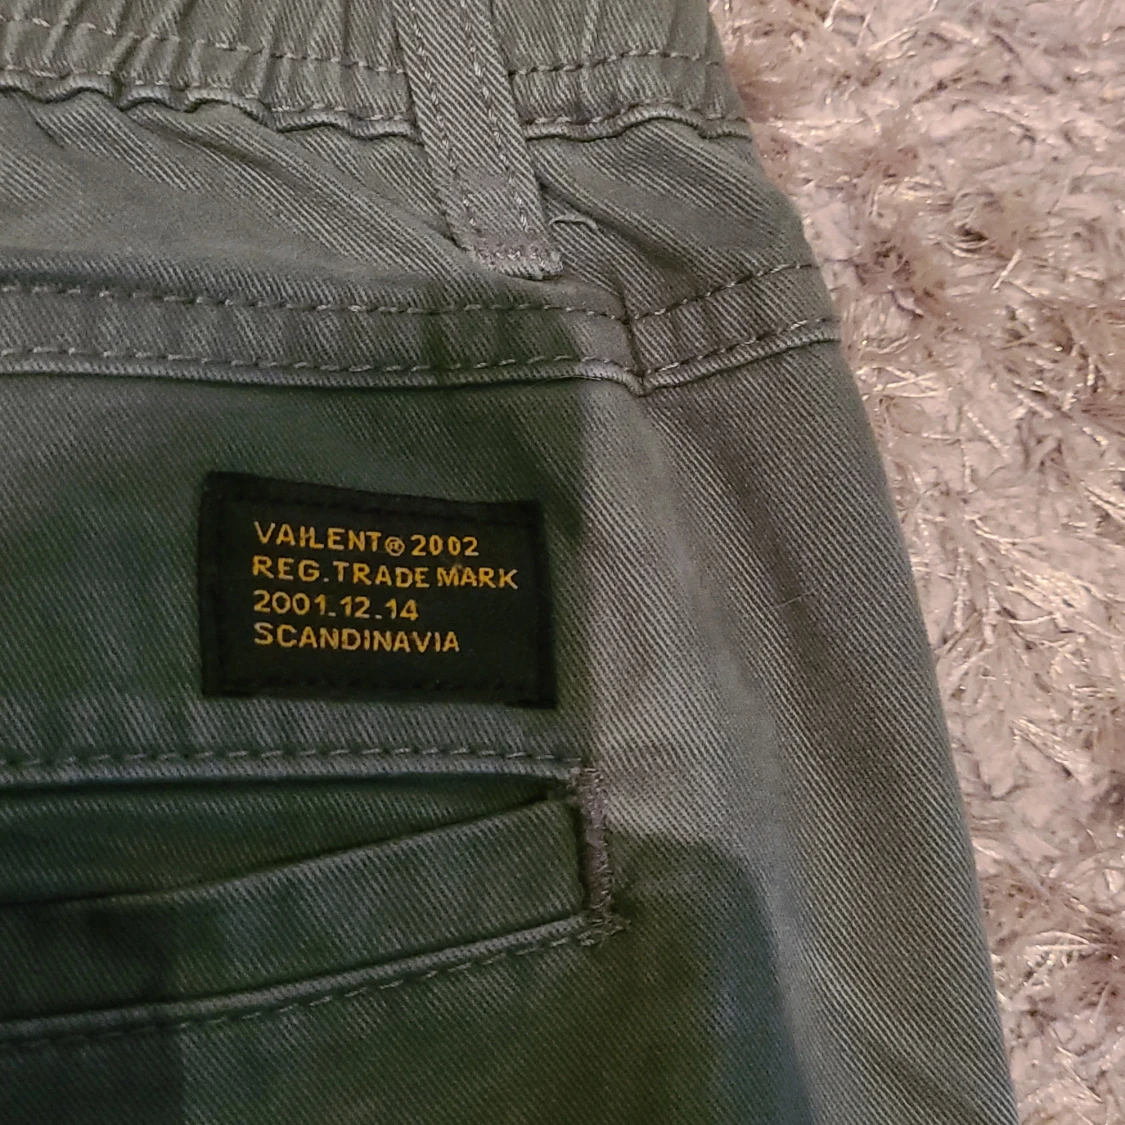 VAILENT® 2002
REG. TRADE MARK
2001.12.14
SCANDINAVIA